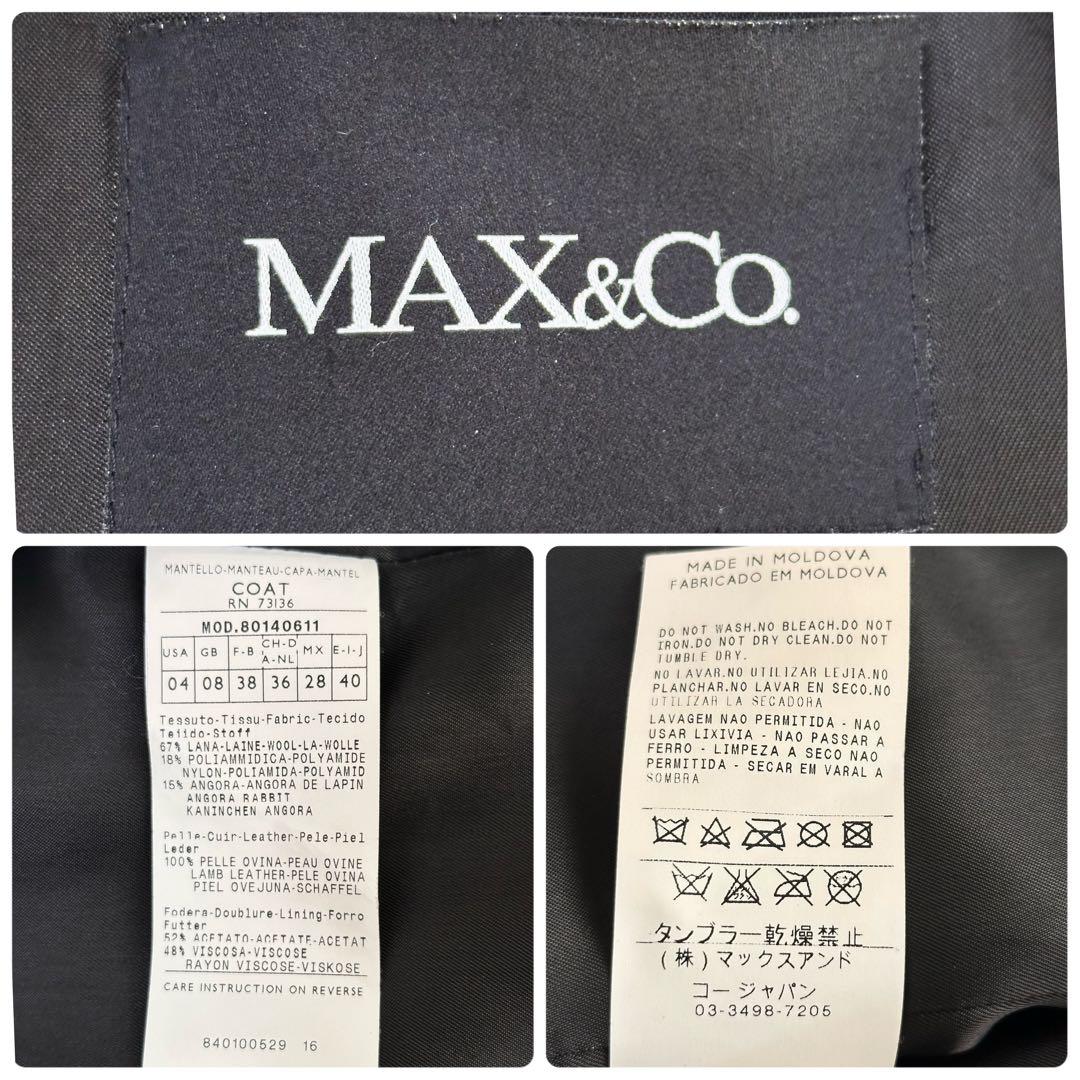 MAX&Co.
MANTELLO-MANTEAU-CAPA-MANTEL
COAT
RN 73136
MOD.80140611
USA GB F-B CH-D A-NL MX E-I-J
04 08 38 36 28 40
Tessuto-Tissu-Fabric-Tecido
Tejido-Stoff
67% LANA-LAINE-WOOL-LA-WOLLE
18% POLIAMMIDICA-POLYAMIDE
NYLON-POLIAMIDA-POLYAMID
15% ANGORA-ANGORA DE LAPIN
ANGORA RABBIT
KANINCHEN ANGORA
Pelle-Cuir-Leather-Pele-Piel
Leder
100% PELLE OVINA-PEAU OVINE
LAMB LEATHER-PELE OVINA
PIEL OVEJUNA-SCHAFFEL
Fodera-Doublure-Lining-Forro
Futter
52% ACETATO-ACETATE-ACETAT
48% VISCOSA-VISCOSE
RAYON VISCOSE-VISKOSE
CARE INSTRUCTION ON REVERSE
840100529 16
MADE IN MOLDOVA
FABRICADO EM MOLDOVA
DO NOT WASH.NO BLEACH.DO NOT
IRON.DO NOT DRY CLEAN.DO NOT
TUMBLE DRY.
NO LAVAR.NO UTILIZAR LEJIA.NO
PLANCHAR.NO LAVAR EN SECO.NO
UTILIZAR LA SECADORA
LAVAGEM NAO PERMITIDA - NAO
USAR LIXIVIA - NAO PASSAR A
FERRO - LIMPEZA A SECO NAO
PERMITIDA - SECAR EM VARAL A
SOMBRA
タンブラー乾燥禁止
(株)マックスアンド
コー ジャパン
03-3498-7205